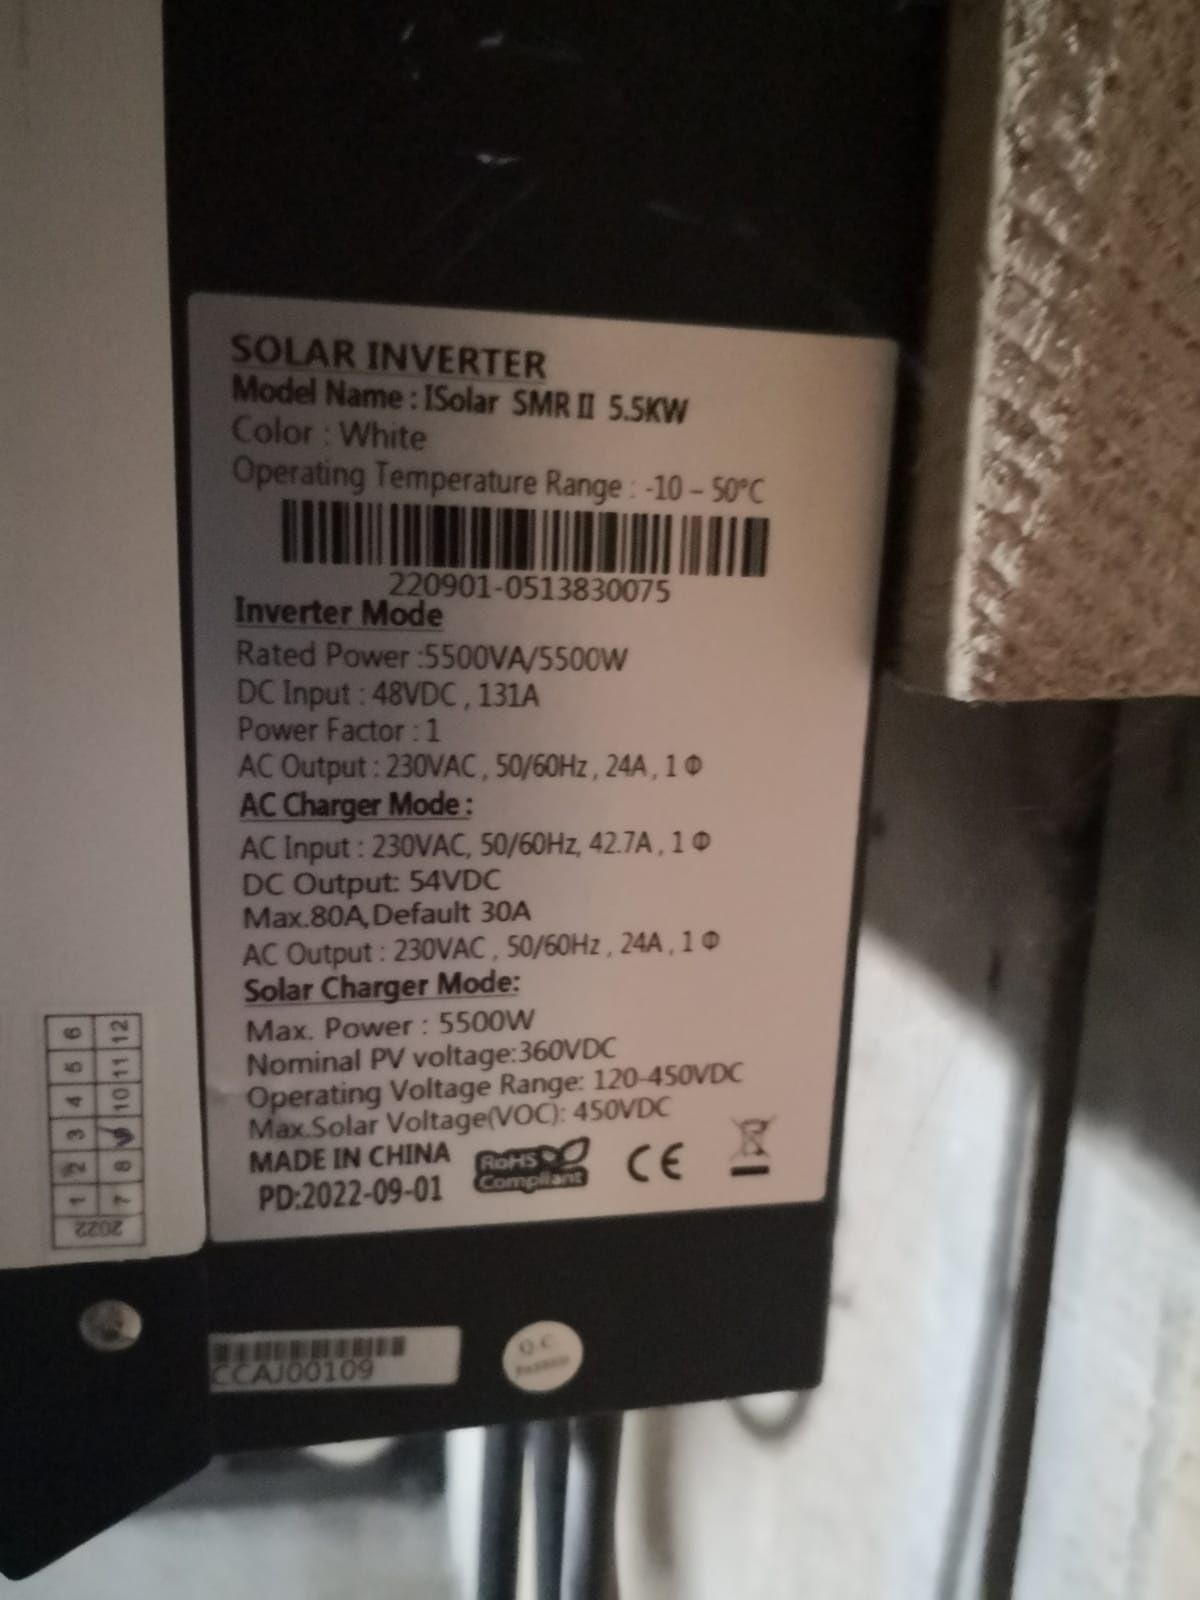 SOLAR INVERTER
Model Name : ISolar SMR II 5.5KW
Color : White
Operating Temperature Range : -10 – 50°C
220901-0513830075
Inverter Mode
Rated Power :5500VA/5500W
DC Input : 48VDC , 131A
Power Factor : 1
AC Output : 230VAC , 50/60Hz , 24A , 1 Φ
AC Charger Mode :
AC Input : 230VAC, 50/60Hz, 42.7A , 1 Φ
DC Output: 54VDC
Max.80A,Default 30A
AC Output : 230VAC , 50/60Hz , 24A , 1 Φ
Solar Charger Mode:
Max. Power : 5500W
Nominal PV voltage:360VDC
Operating Voltage Range: 120-450VDC
Max.Solar Voltage(VOC): 450VDC
MADE IN CHINA
PD:2022-09-01
RoHS
Compliant
CE
2022
1 2 3 4 5 6
7 8 10 11 12
CCAJ00109
Q.C